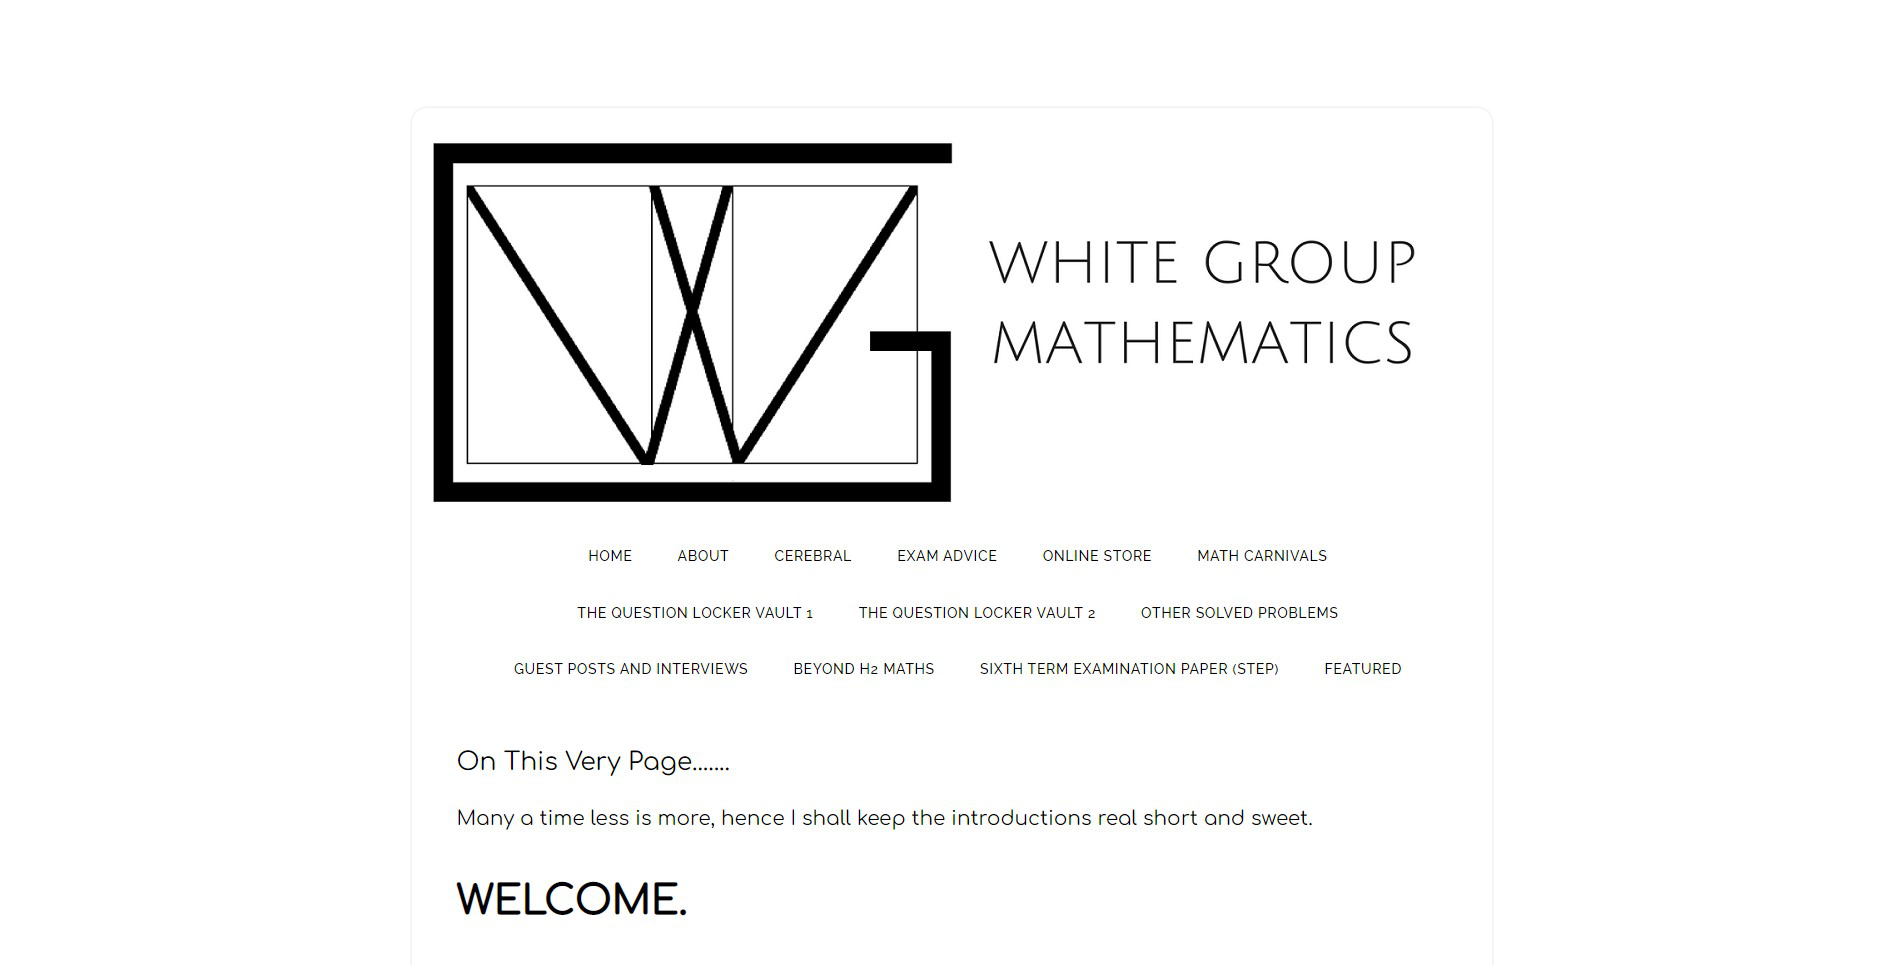 WG
WHITE GROUP
MATHEMATICS
HOME ABOUT CEREBRAL EXAM ADVICE ONLINE STORE MATH CARNIVALS
THE QUESTION LOCKER VAULT 1 THE QUESTION LOCKER VAULT 2 OTHER SOLVED PROBLEMS
GUEST POSTS AND INTERVIEWS BEYOND H2 MATHS SIXTH TERM EXAMINATION PAPER (STEP) FEATURED
On This Very Page.......
Many a time less is more, hence I shall keep the introductions real short and sweet.
WELCOME.